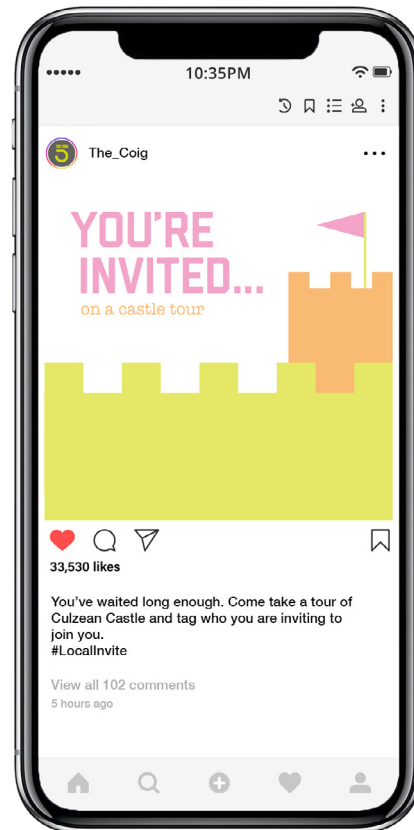 10:35PM
The_Coig
YOU'RE
INVITED...
on a castle tour
33,530 likes
You've waited long enough. Come take a tour of
Culzean Castle and tag who you are inviting to
join you.
#LocalInvite
View all 102 comments
5 hours ago